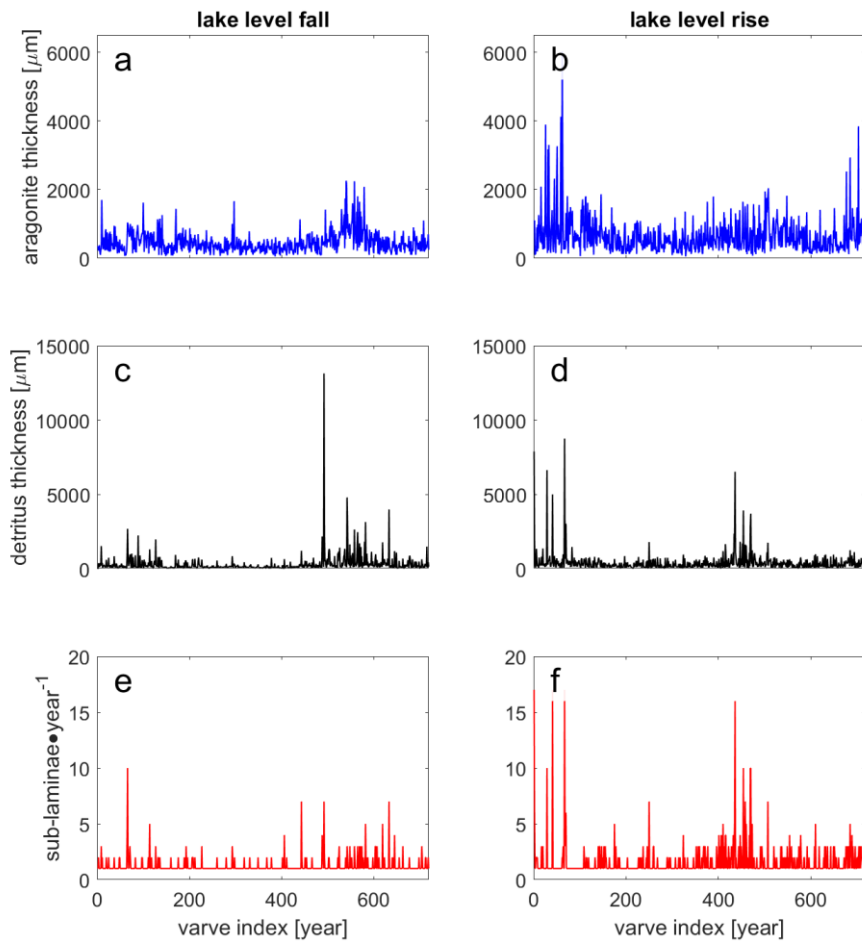 lake level fall
lake level rise
a
b
aragonite thickness [μm]
6000
4000
2000
0
6000
4000
2000
0
c
d
detritus thickness [μm]
15000
10000
5000
0
15000
10000
5000
0
e
f
sub-laminae●year⁻¹
20
15
10
5
0
20
15
10
5
0
0 200 400 600
0 200 400 600
varve index [year]
varve index [year]